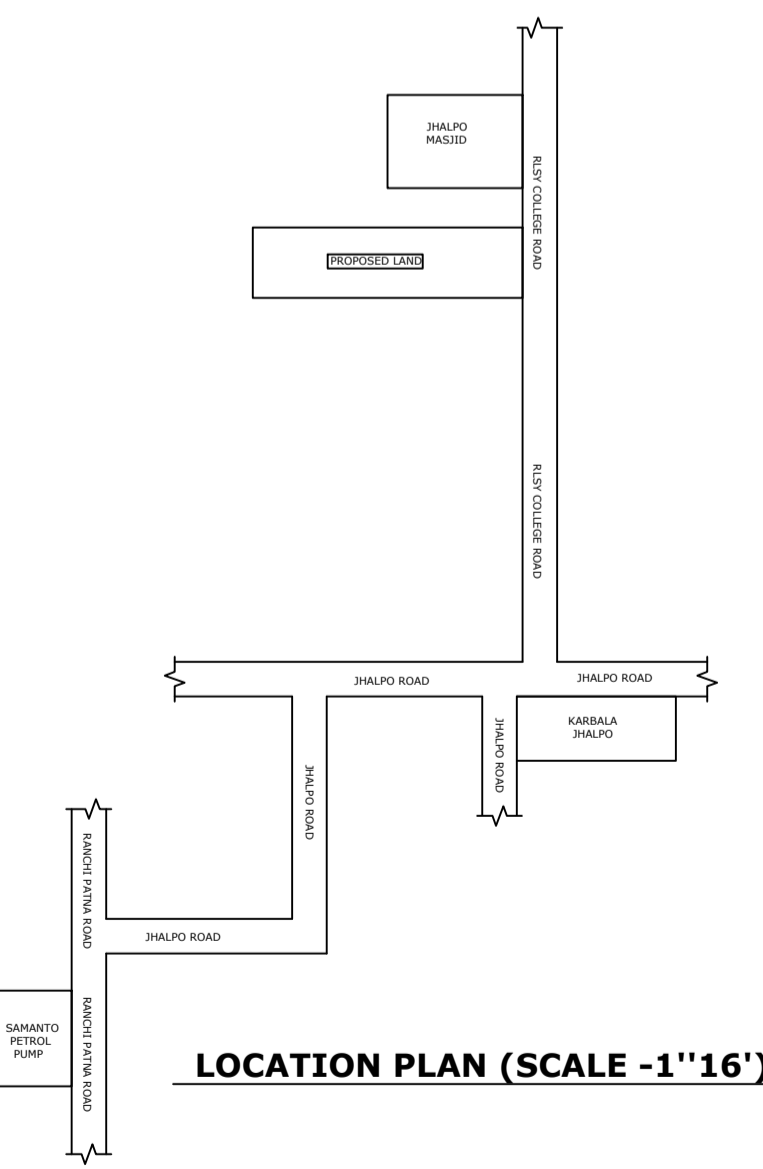 JHALPO
MASJID
RLSY COLLEGE ROAD
PROPOSED LAND
RLSY COLLEGE ROAD
JHALPO ROAD
JHALPO ROAD
KARBALA
JHALPO
JHALPO ROAD
JHALPO ROAD
RANCHI PATNA ROAD
JHALPO ROAD
SAMANTO
PETROL
PUMP
RANCHI PATNA ROAD
LOCATION PLAN (SCALE -1''16')